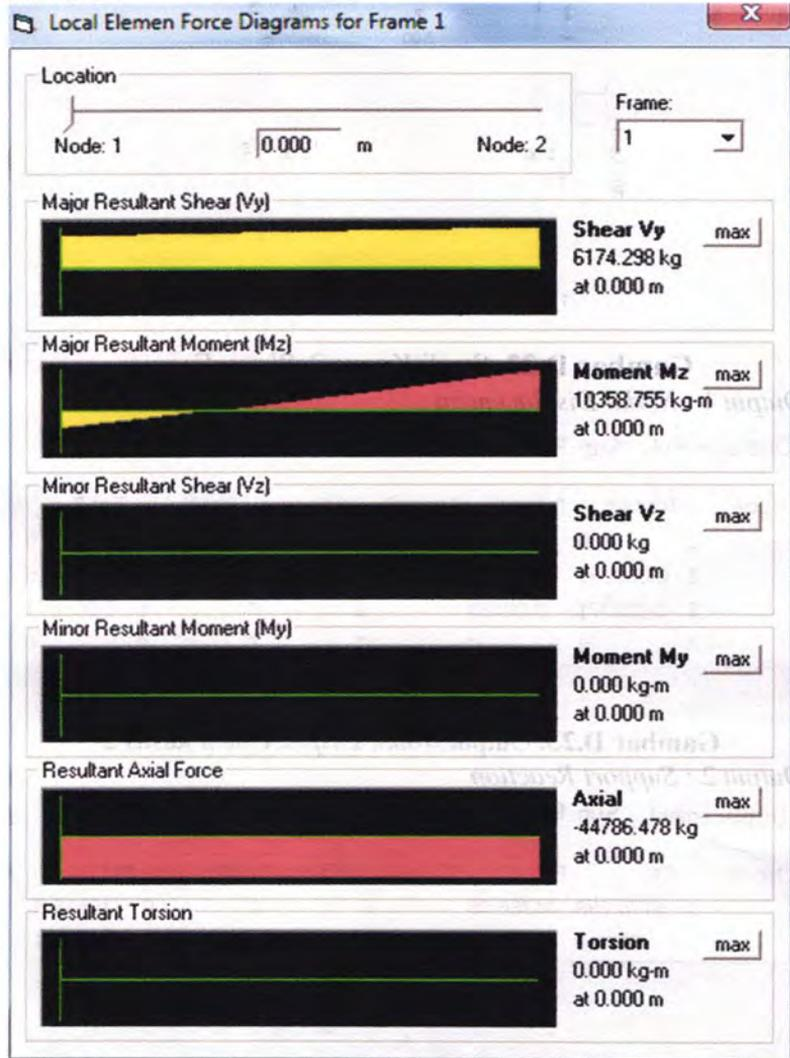 Local Elemen Force Diagrams for Frame 1
X
Location
Node: 1
0.000 m
Node: 2
Frame:
1
Major Resultant Shear (Vy)
Shear Vy
max
6174.298 kg
at 0.000 m
Major Resultant Moment (Mz)
Moment Mz
max
10358.755 kg-m
at 0.000 m
Minor Resultant Shear (Vz)
Shear Vz
max
0.000 kg
at 0.000 m
Minor Resultant Moment (My)
Moment My
max
0.000 kg-m
at 0.000 m
Resultant Axial Force
Axial
max
-44786.478 kg
at 0.000 m
Resultant Torsion
Torsion
max
0.000 kg-m
at 0.000 m